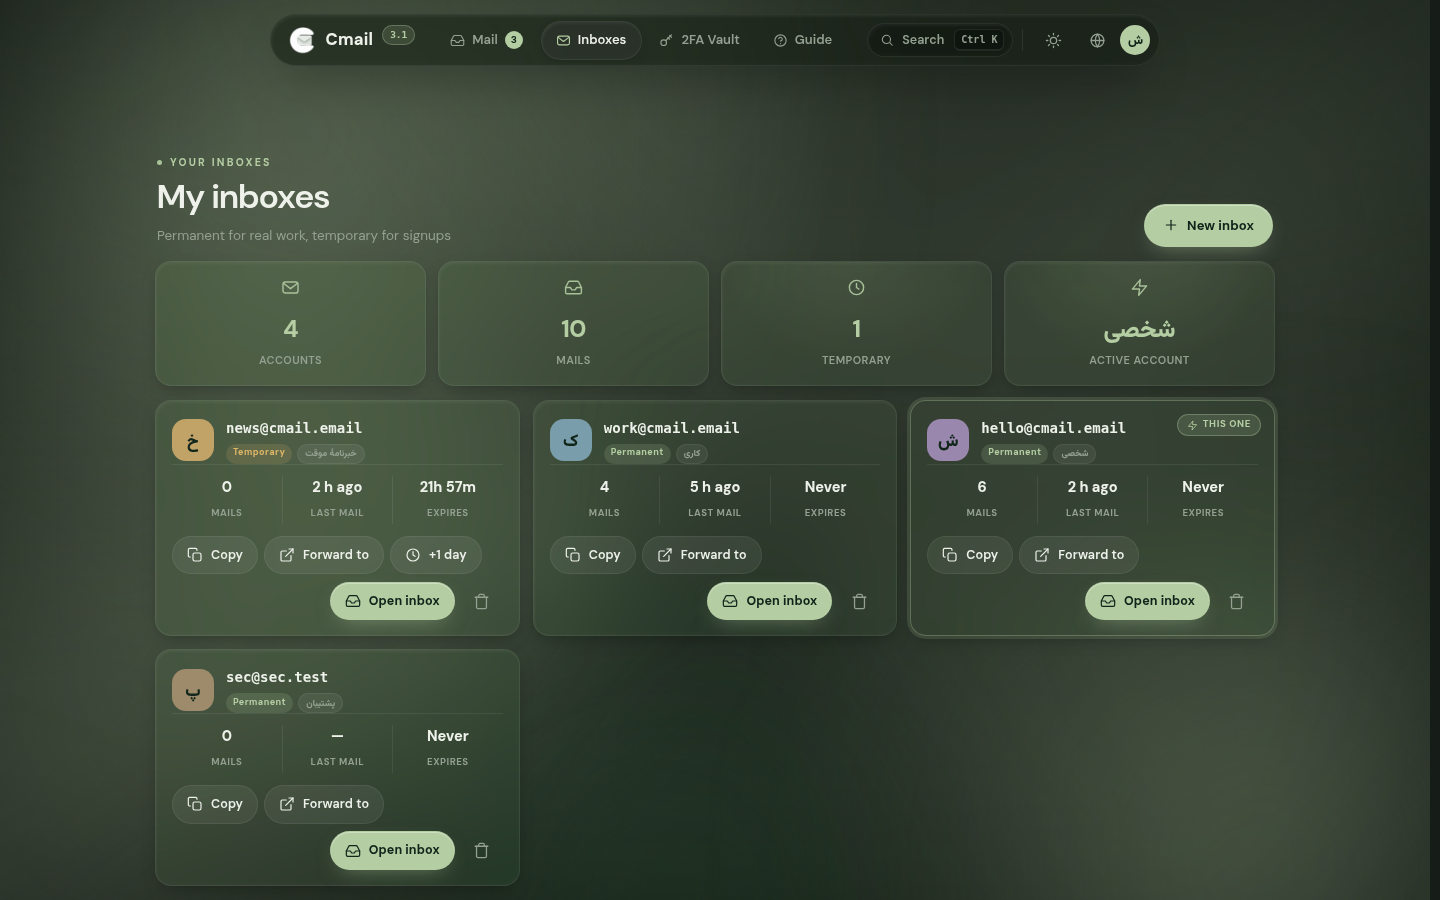 Cmail 3.1 Mail 3 Inboxes 2FA Vault Guide Search Ctrl K ش
YOUR INBOXES
My inboxes
Permanent for real work, temporary for signups
New inbox
4
ACCOUNTS
10
MAILS
1
TEMPORARY
شخصی
ACTIVE ACCOUNT
خ
news@cmail.email
Temporary خبرنامهٔ موقت
0 2 h ago 21h 57m
MAILS LAST MAIL EXPIRES
Copy Forward to +1 day
Open inbox
ک
work@cmail.email
Permanent کاری
4 5 h ago Never
MAILS LAST MAIL EXPIRES
Copy Forward to
Open inbox
ش
hello@cmail.email
THIS ONE
Permanent شخصی
6 2 h ago Never
MAILS LAST MAIL EXPIRES
Copy Forward to
Open inbox
پ
sec@sec.test
Permanent پشتیبان
0 — Never
MAILS LAST MAIL EXPIRES
Copy Forward to
Open inbox